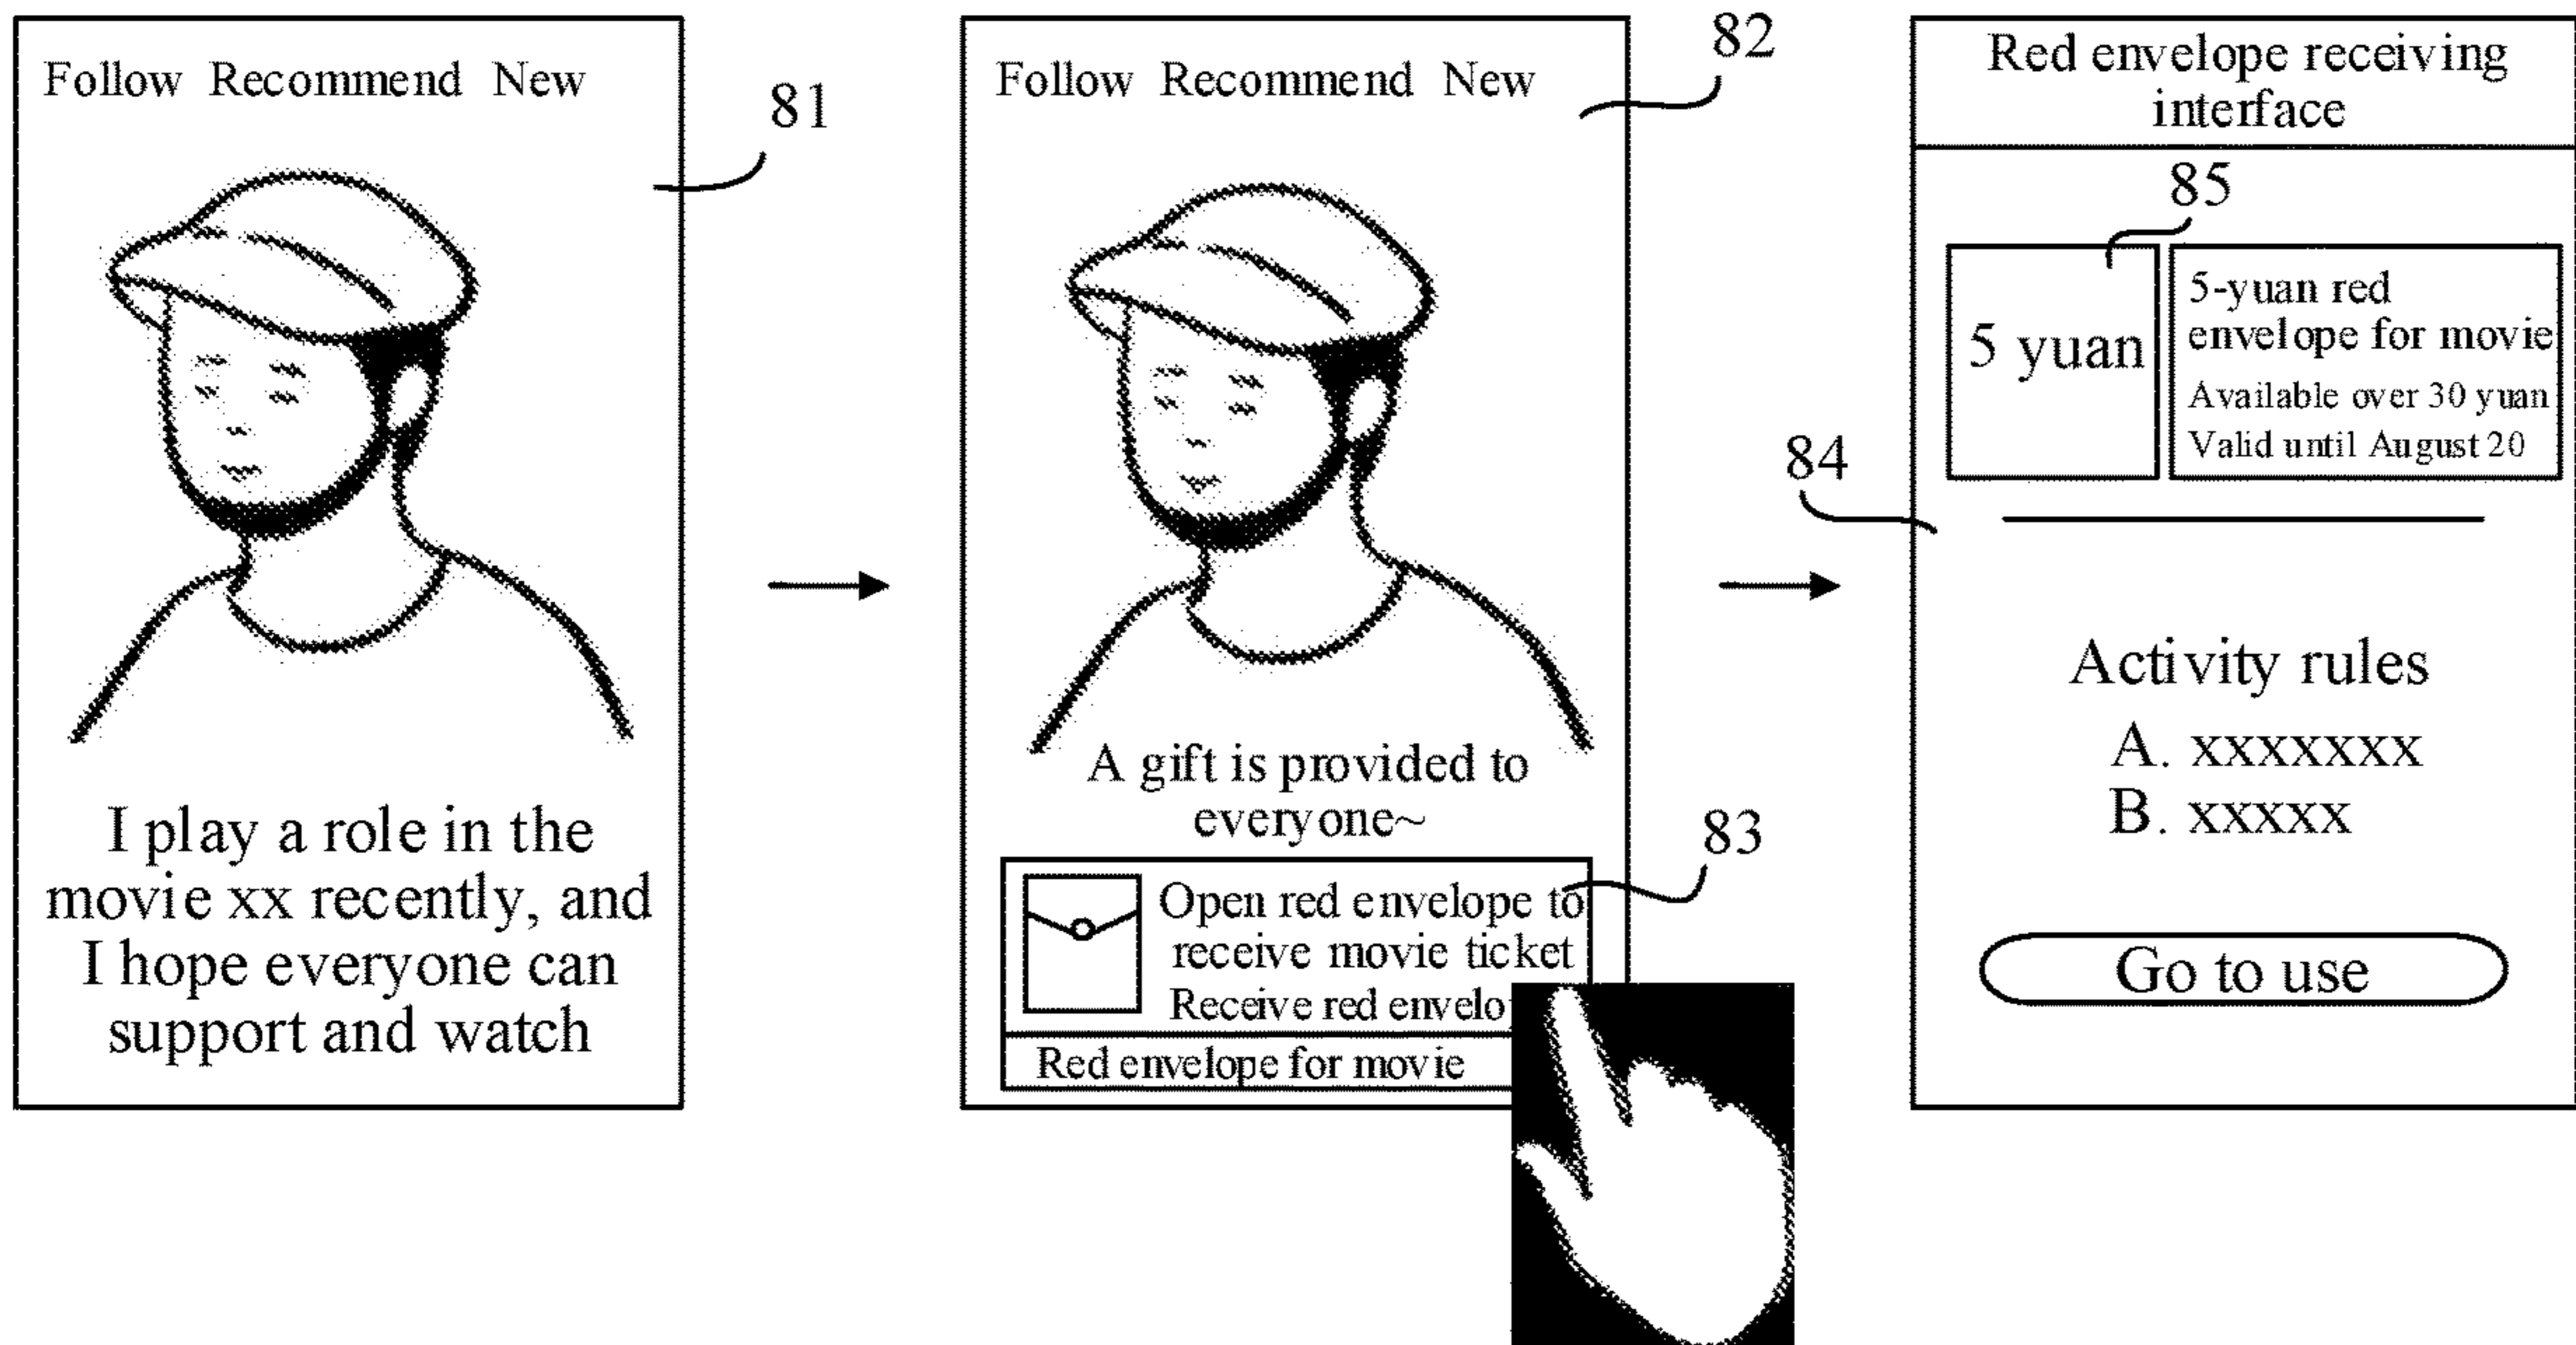 Follow Recommend New
81
I play a role in the
movie xx recently, and
I hope everyone can
support and watch
82
Follow Recommend New
A gift is provided to
everyone~
83
Open red envelope to
receive movie ticket
Receive red envelo
Red envelope for movie
Red envelope receiving
interface
85
5 yuan
5-yuan red
envelope for movie
Available over 30 yuan
Valid until August 20
84
Activity rules
A. xxxxxxx
B. xxxxx
Go to use